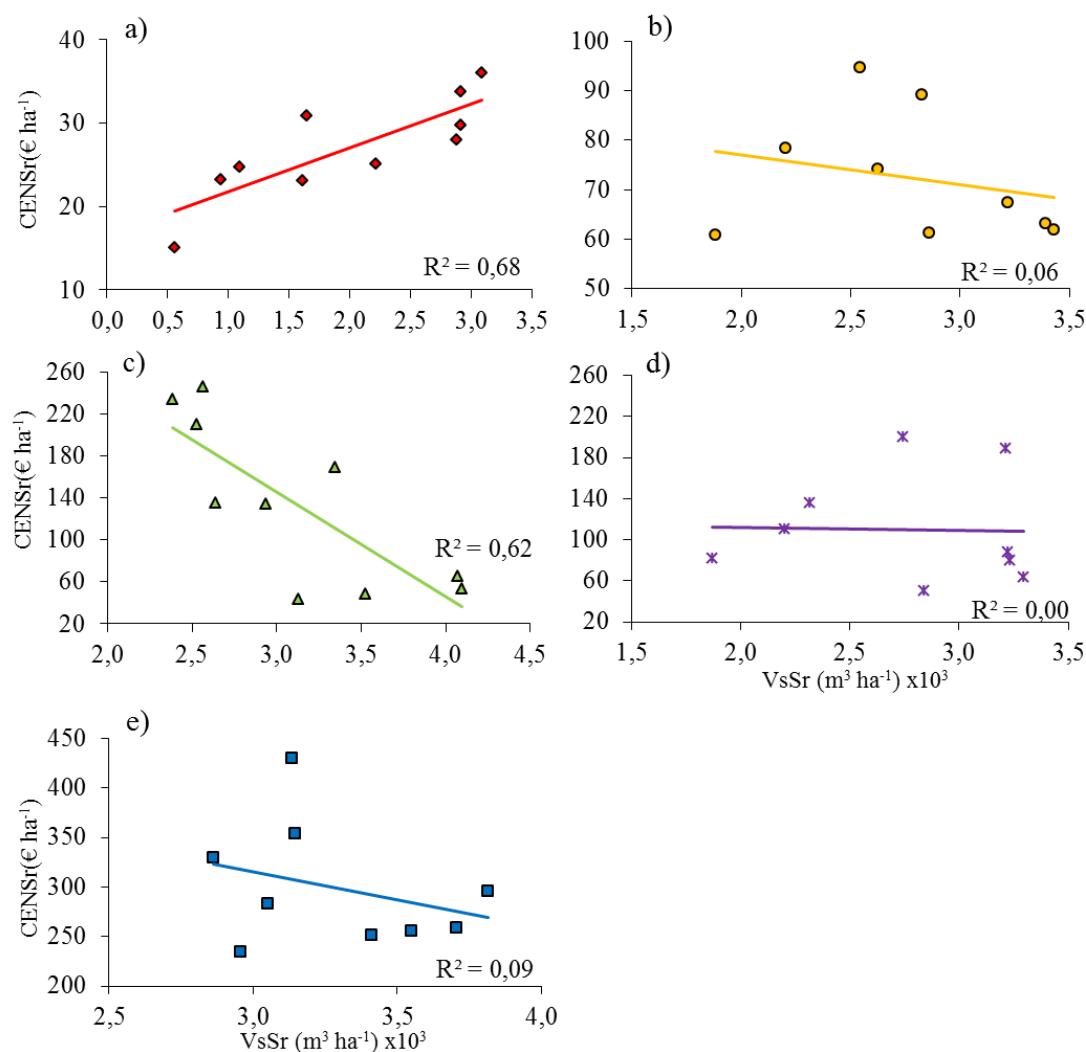 a)
CENSr(€ ha⁻¹)
40
30
20
10
0,0 0,5 1,0 1,5 2,0 2,5 3,0 3,5
R² = 0,68
b)
100
90
80
70
60
50
1,5 2,0 2,5 3,0 3,5
R² = 0,06
c)
CENSr(€ ha⁻¹)
260
220
180
140
100
60
20
2,0 2,5 3,0 3,5 4,0 4,5
R² = 0,62
d)
260
220
180
140
100
60
20
1,5 2,0 2,5 3,0 3,5
R² = 0,00
VsSr (m³ ha⁻¹) x10³
e)
CENSr(€ ha⁻¹)
450
400
350
300
250
200
2,5 3,0 3,5 4,0
R² = 0,09
VsSr (m³ ha⁻¹) x10³